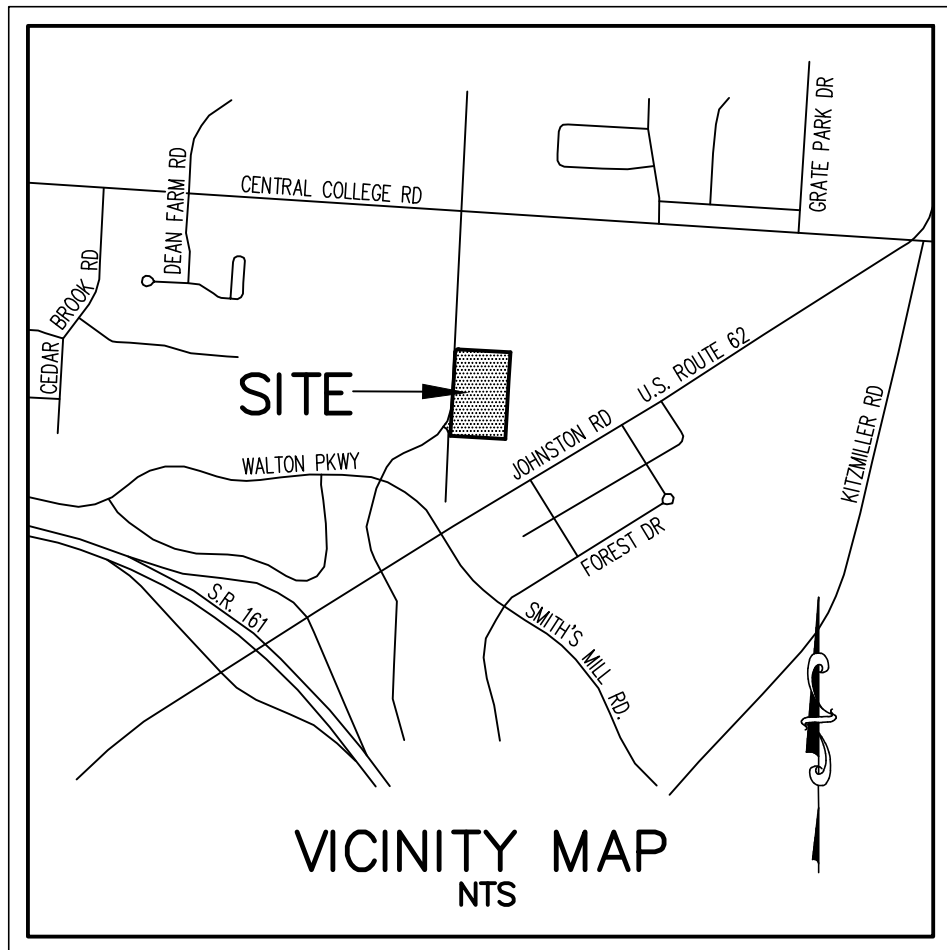 GRATE PARK DR
CENTRAL COLLEGE RD
DEAN FARM RD
BROOK RD
CEDAR
SITE
U.S. ROUTE 62
JOHNSTON RD
KITZMILLER RD
WALTON PKWY
FOREST DR
S.R. 161
SMITH'S MILL RD.
VICINITY MAP
NTS